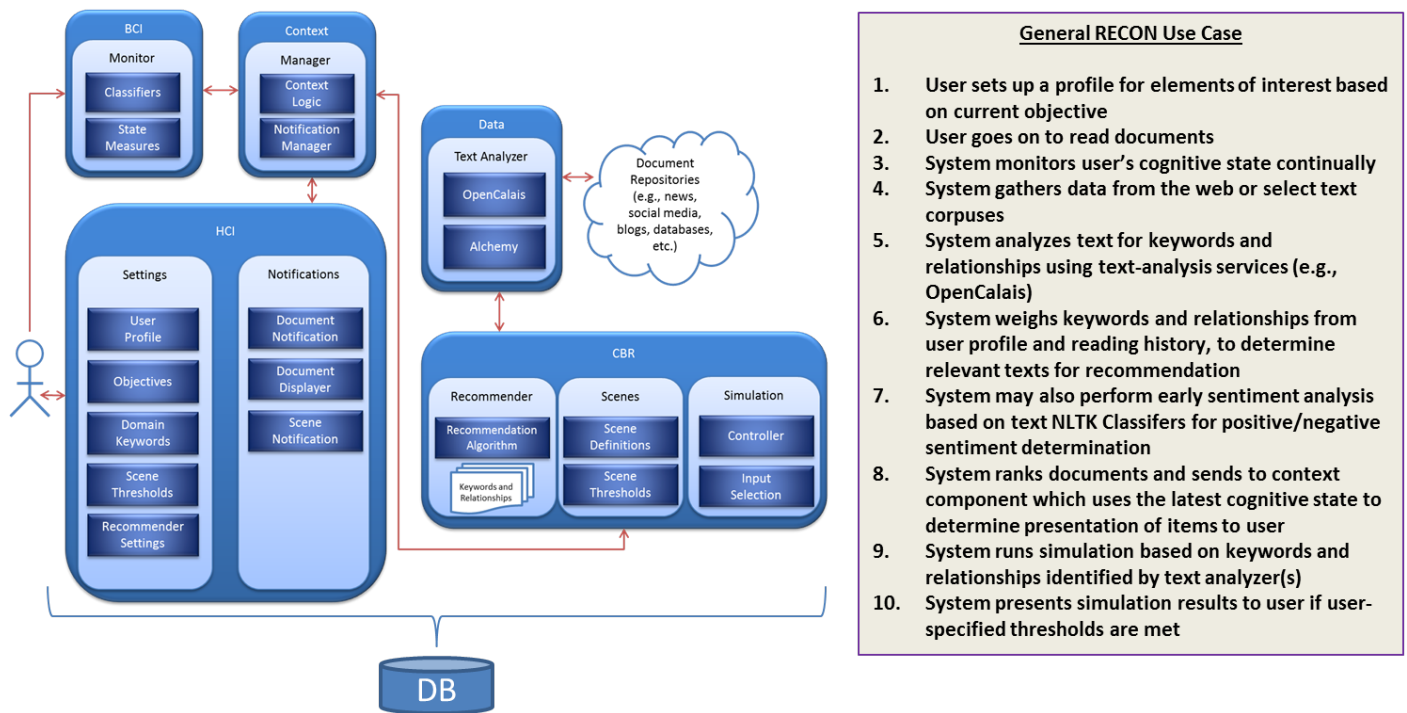 BCI
Monitor
Classifiers
State
Measures
Context
Manager
Context
Logic
Notification
Manager
Data
Text Analyzer
OpenCalais
Alchemy
Document
Repositories
(e.g., news,
social media,
blogs, databases,
etc.)
HCI
Settings
User
Profile
Objectives
Domain
Keywords
Scene
Thresholds
Recommender
Settings
Notifications
Document
Notification
Document
Displayer
Scene
Notification
CBR
Recommender
Recommendation
Algorithm
Keywords and
Relationships
Scenes
Scene
Definitions
Scene
Thresholds
Simulation
Controller
Input
Selection
DB
General RECON Use Case
1. User sets up a profile for elements of interest based
on current objective
2. User goes on to read documents
3. System monitors user’s cognitive state continually
4. System gathers data from the web or select text
corpuses
5. System analyzes text for keywords and
relationships using text-analysis services (e.g.,
OpenCalais)
6. System weighs keywords and relationships from
user profile and reading history, to determine
relevant texts for recommendation
7. System may also perform early sentiment analysis
based on text NLTK Classifers for positive/negative
sentiment determination
8. System ranks documents and sends to context
component which uses the latest cognitive state to
determine presentation of items to user
9. System runs simulation based on keywords and
relationships identified by text analyzer(s)
10. System presents simulation results to user if user-
specified thresholds are met